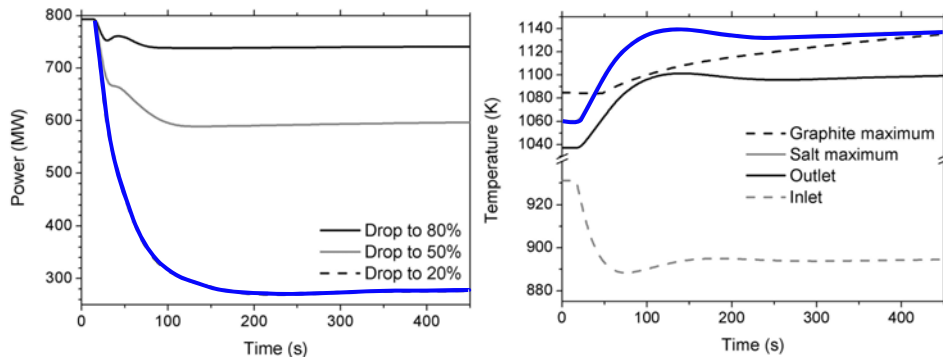 800
700
600
500
400
300
Power (MW)
0
100
200
300
400
Time (s)
Drop to 80%
Drop to 50%
Drop to 20%
1140
1120
1100
1080
1060
1040
920
900
880
Temperature (K)
0
100
200
300
400
Time (s)
Graphite maximum
Salt maximum
Outlet
Inlet